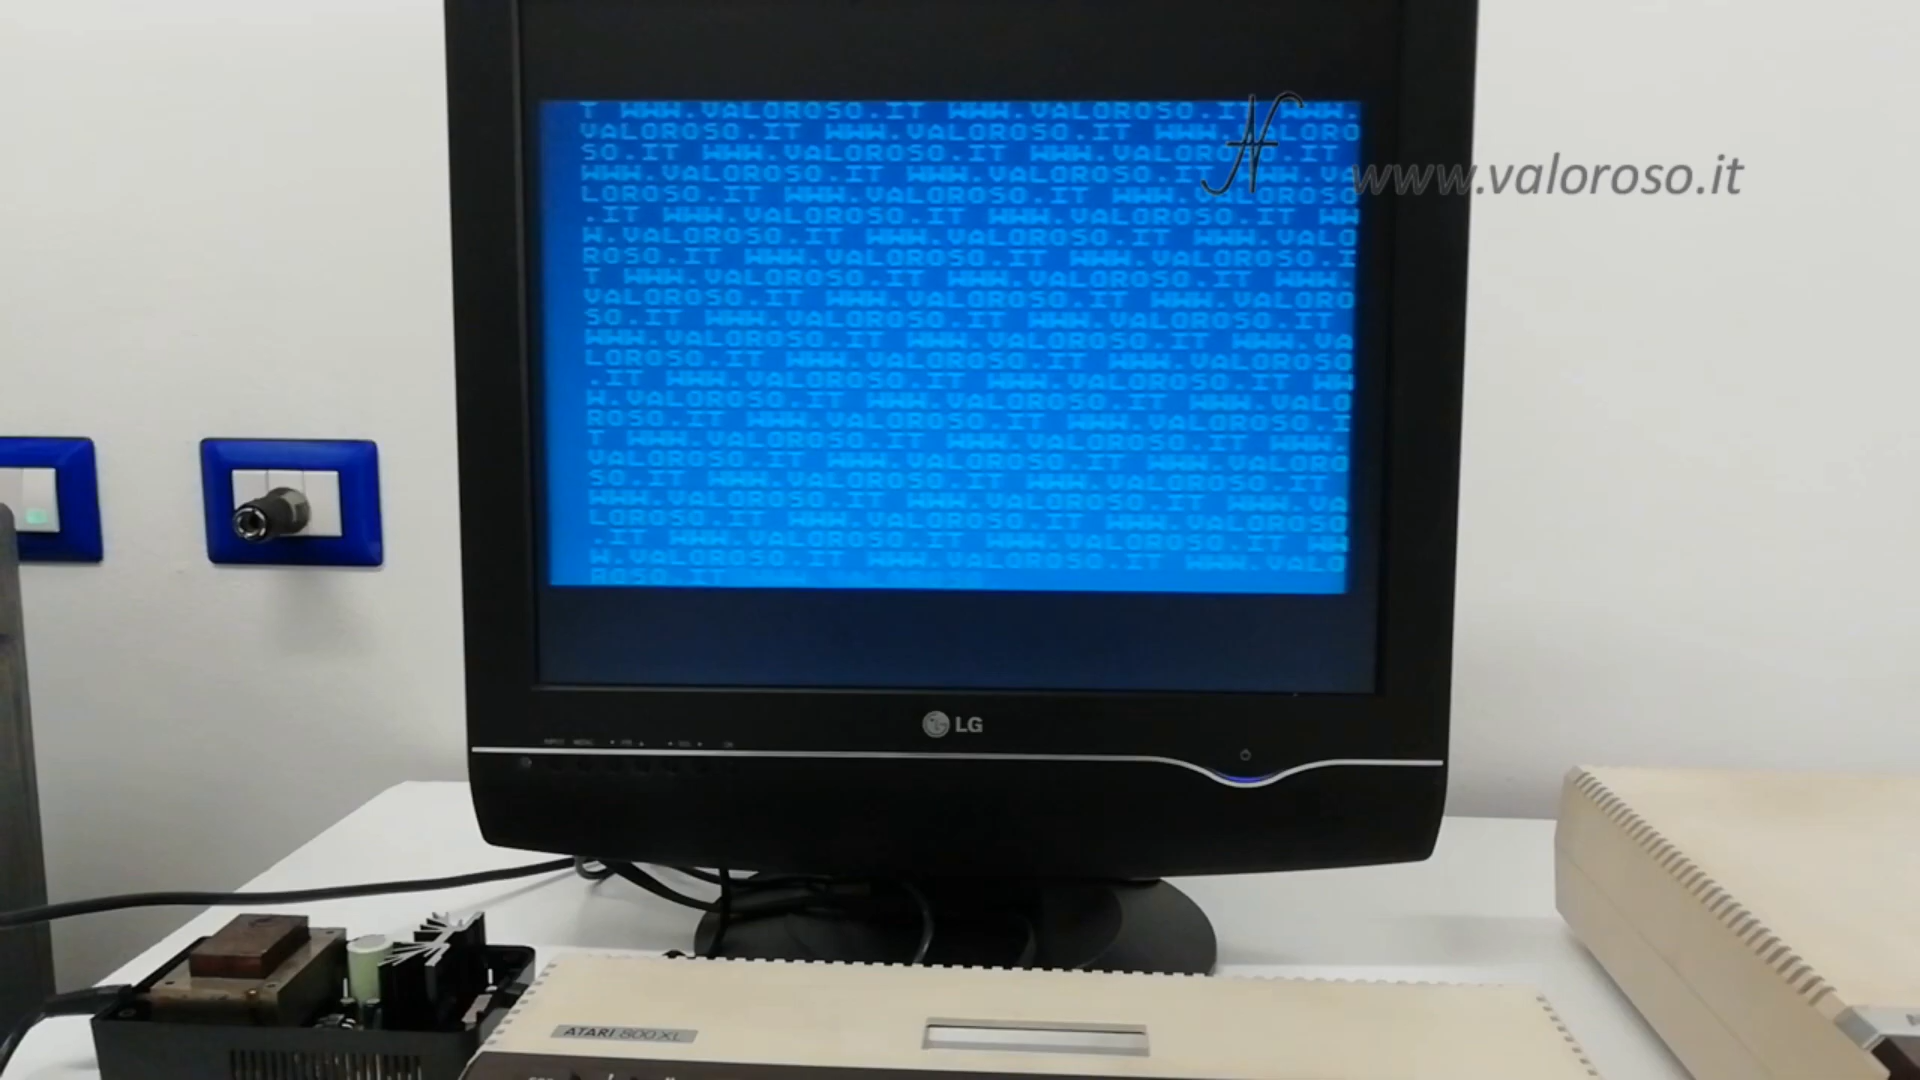 T WWW.VALOROSO.IT WWW.VALOROSO.IT WWW.
VALOROSO.IT WWW.VALOROSO.IT WWW.VALORO
SO.IT WWW.VALOROSO.IT WWW.VALOROSO.IT
WWW.VALOROSO.IT WWW.VALOROSO.IT WWW.VA
www.valoroso.it
LOROSO.IT WWW.VALOROSO.IT WWW.VALOROSO
.IT WWW.VALOROSO.IT WWW.VALOROSO.IT WW
W.VALOROSO.IT WWW.VALOROSO.IT WWW.VALO
ROSO.IT WWW.VALOROSO.IT WWW.VALOROSO.I
T WWW.VALOROSO.IT WWW.VALOROSO.IT WWW.
VALOROSO.IT WWW.VALOROSO.IT WWW.VALORO
SO.IT WWW.VALOROSO.IT WWW.VALOROSO.IT
WWW.VALOROSO.IT WWW.VALOROSO.IT WWW.VA
LOROSO.IT WWW.VALOROSO.IT WWW.VALOROSO
.IT WWW.VALOROSO.IT WWW.VALOROSO.IT WW
W.VALOROSO.IT WWW.VALOROSO.IT WWW.VALO
ROSO.IT WWW.VALOROSO.IT WWW.VALOROSO.I
T WWW.VALOROSO.IT WWW.VALOROSO.IT WWW.
VALOROSO.IT WWW.VALOROSO.IT WWW.VALORO
SO.IT WWW.VALOROSO.IT WWW.VALOROSO.IT
WWW.VALOROSO.IT WWW.VALOROSO.IT WWW.VA
LOROSO.IT WWW.VALOROSO.IT WWW.VALOROSO
.IT WWW.VALOROSO.IT WWW.VALOROSO.IT WW
W.VALOROSO.IT WWW.VALOROSO.IT WWW.VALO
ROSO.IT
LG
INPUT MENU
ATARI 800XL